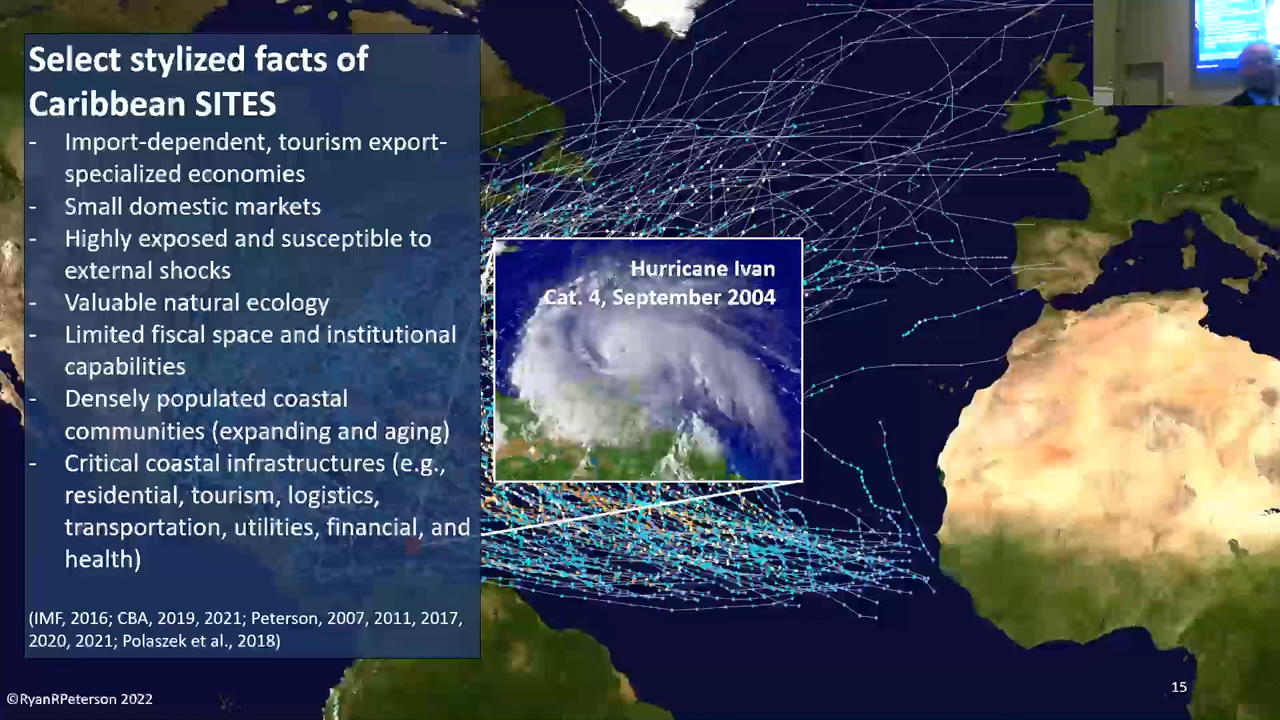 Select stylized facts of
Caribbean SITES
- Import-dependent, tourism export-
specialized economies
- Small domestic markets
- Highly exposed and susceptible to
external shocks
- Valuable natural ecology
- Limited fiscal space and institutional
capabilities
- Densely populated coastal
communities (expanding and aging)
- Critical coastal infrastructures (e.g.,
residential, tourism, logistics,
transportation, utilities, financial, and
health)
(IMF, 2016; CBA, 2019, 2021; Peterson, 2007, 2011, 2017,
2020, 2021; Polaszek et al., 2018)
Hurricane Ivan
Cat. 4, September 2004
©RyanRPeterson 2022
15